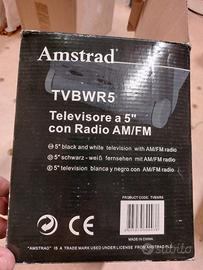 Amstrad
TVBWR5
Televisore a 5"
con Radio AM/FM
5" black and white television with AM/FM radio
5" schwarz - weiß fernsehen mit AM/FM radio
5" television blanca y negro con AM/FM radio
PRODUCT CODE: TVBWR5
CE
MADE IN CHINA
"AMSTRAD" IS A TRADE MARK USED UNDER LICENSE FROM AMSTRAD PLC
Subito